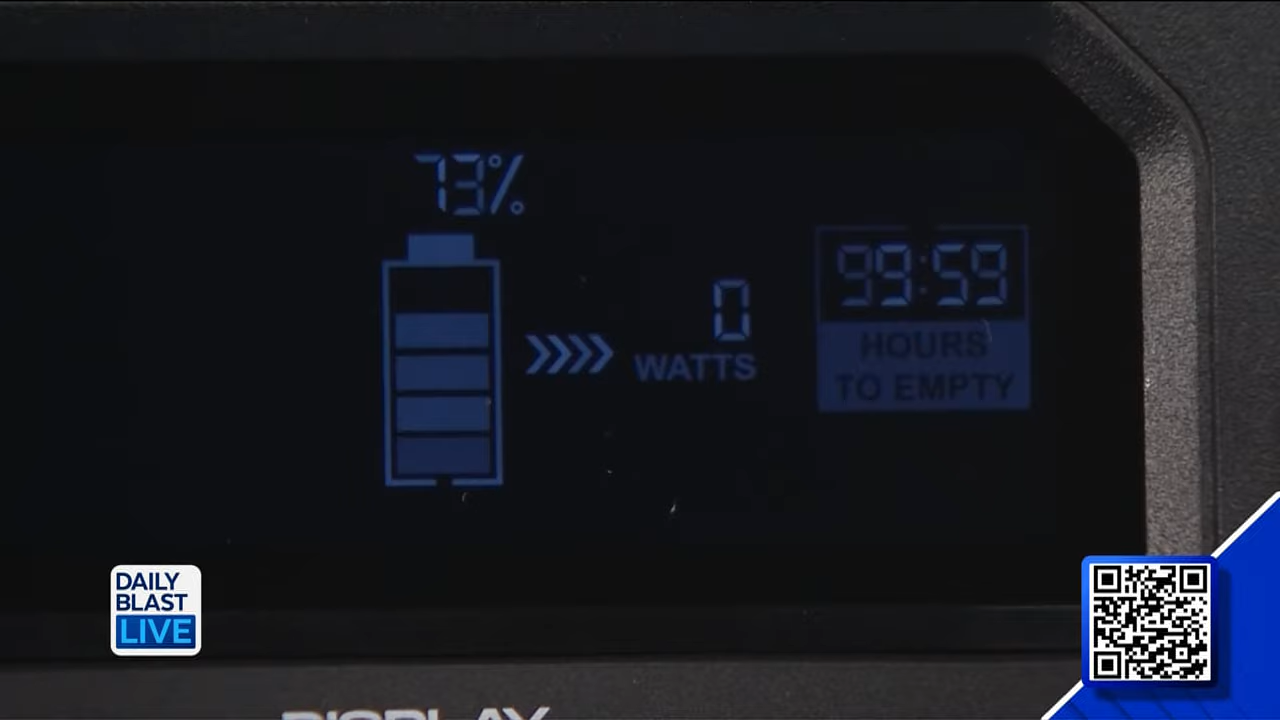 73%
0
WATTS
99:59
HOURS
TO EMPTY
DAILY
BLAST
LIVE
DISPLAY